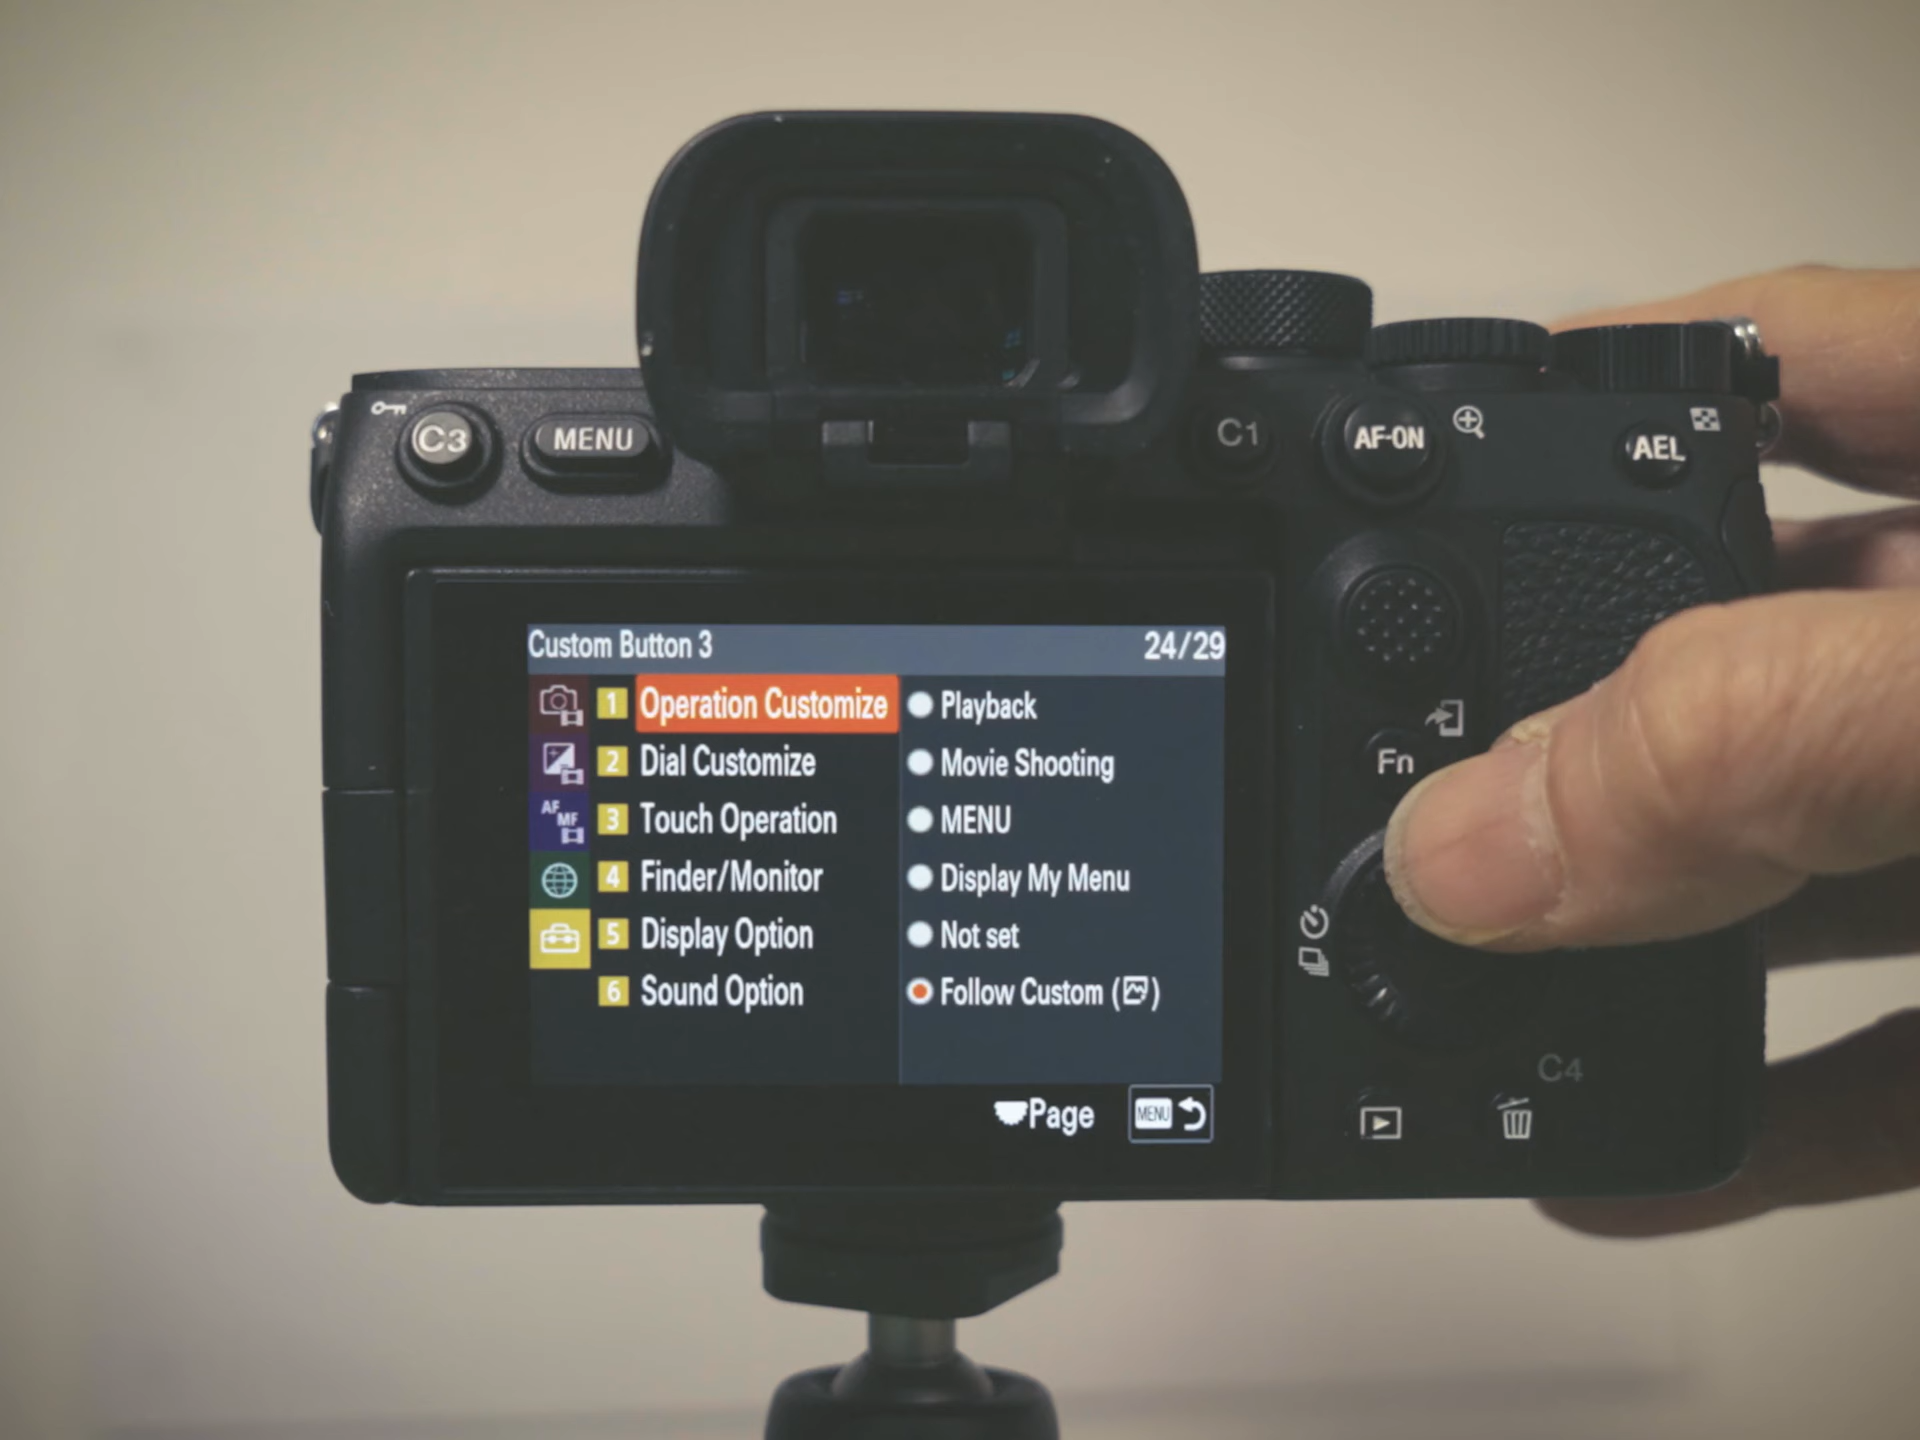 C3
MENU
C1
AF-ON
AEL
Custom Button 3 24/29
1 Operation Customize
2 Dial Customize
AF MF 3 Touch Operation
4 Finder/Monitor
5 Display Option
6 Sound Option
Playback
Movie Shooting
MENU
Display My Menu
Not set
Follow Custom ( )
Page MENU
Fn
C4